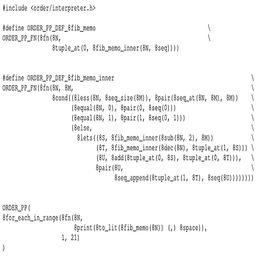 #include <order/interpreter.h>
#define ORDER_PP_DEF_8fib_memo \
ORDER_PP_FN(8fn(8N, \
8tuple_at(0, 8fib_memo_inner(8N, 8seq))))
#define ORDER_PP_DEF_8fib_memo_inner \
ORDER_PP_FN(8fn(8N, 8M, \
8cond((8less(8N, 8seq_size(8M)), 8pair(8seq_at(8N, 8M), 8M)) \
(8equal(8N, 0), 8pair(0, 8seq(0))) \
(8equal(8N, 1), 8pair(1, 8seq(0, 1))) \
(8else, \
8lets((8S, 8fib_memo_inner(8sub(8N, 2), 8M)) \
(8T, 8fib_memo_inner(8dec(8N), 8tuple_at(1, 8S))) \
(8U, 8add(8tuple_at(0, 8S), 8tuple_at(0, 8T))), \
8pair(8U, \
8seq_append(8tuple_at(1, 8T), 8seq(8U))))))))
ORDER_PP(
8for_each_in_range(8fn(8N,
8print(8to_lit(8fib_memo(8N)) (,) 8space)),
1, 21)
)